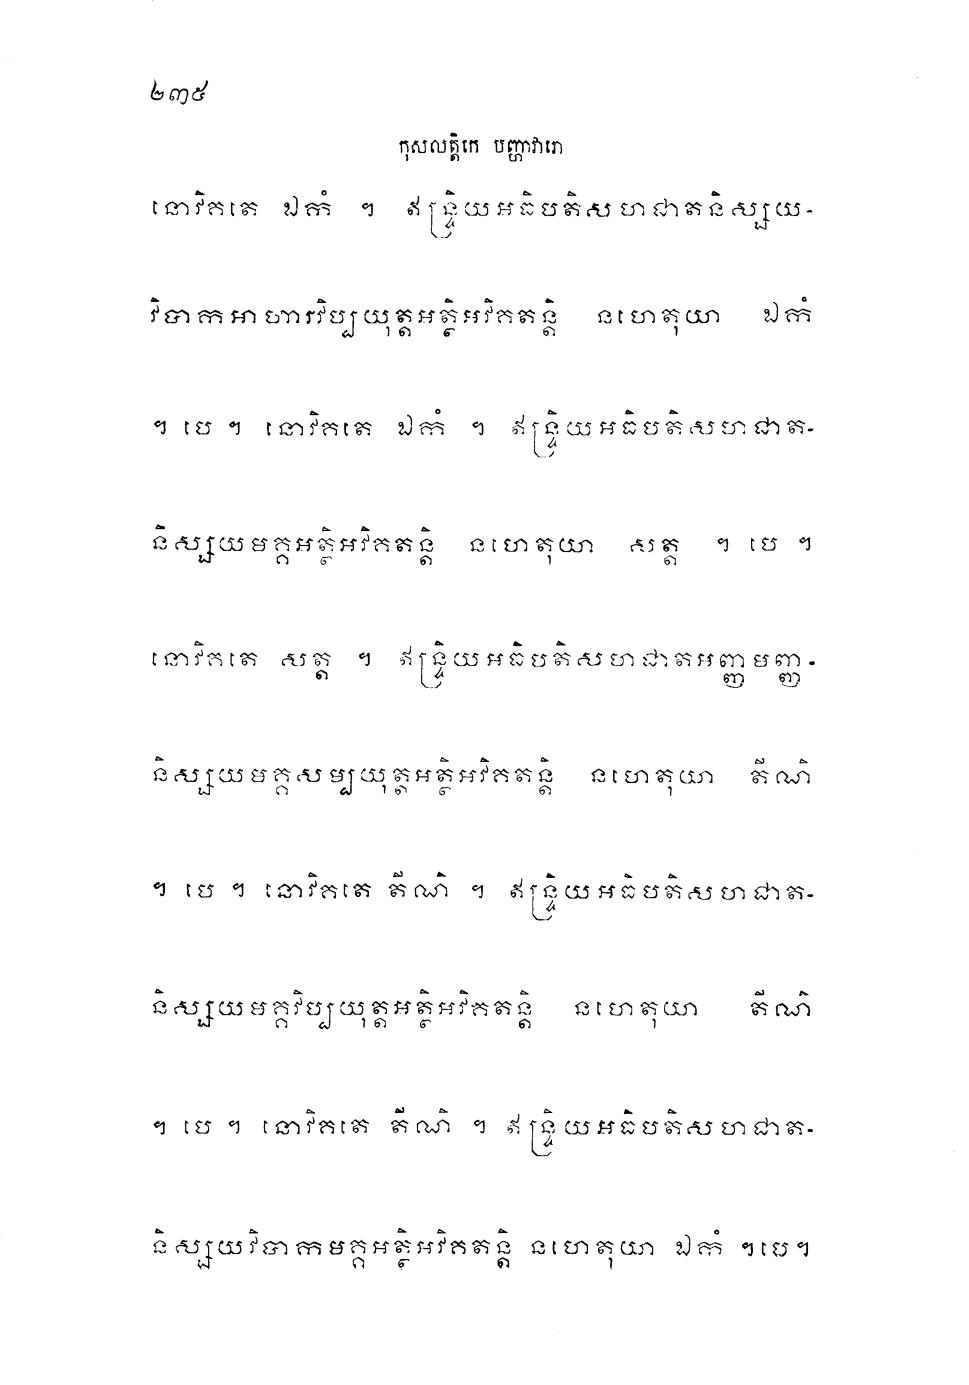 ២៣៥
កុសលត្តិកេ បញ្ហាវារោ
នោវិគតេ ឯកំ ។ ឥន្ទ្រិយអធិបតិសហជាតនិស្សយ-
វិបាកអាហារវិប្បយុត្តអត្ថិអវិគតន្តិ នហេតុយា ឯកំ
។ បេ ។ នោវិគតេ ឯកំ ។ ឥន្ទ្រិយអធិបតិសហជាត-
និស្សយមគ្គអត្ថិអវិគតន្តិ នហេតុយា សត្ត ។ បេ ។
នោវិគតេ សត្ត ។ ឥន្ទ្រិយអធិបតិសហជាតអញ្ញមញ្ញ-
និស្សយមគ្គសម្បយុត្តអត្ថិអវិគតន្តិ នហេតុយា តីណិ
។ បេ ។ នោវិគតេ តីណិ ។ ឥន្ទ្រិយអធិបតិសហជាត-
និស្សយមគ្គវិប្បយុត្តអត្ថិអវិគតន្តិ នហេតុយា តីណិ
។ បេ ។ នោវិគតេ តីណិ ។ ឥន្ទ្រិយអធិបតិសហជាត-
និស្សយវិបាកមគ្គអត្ថិអវិគតន្តិ នហេតុយា ឯកំ ។ បេ ។